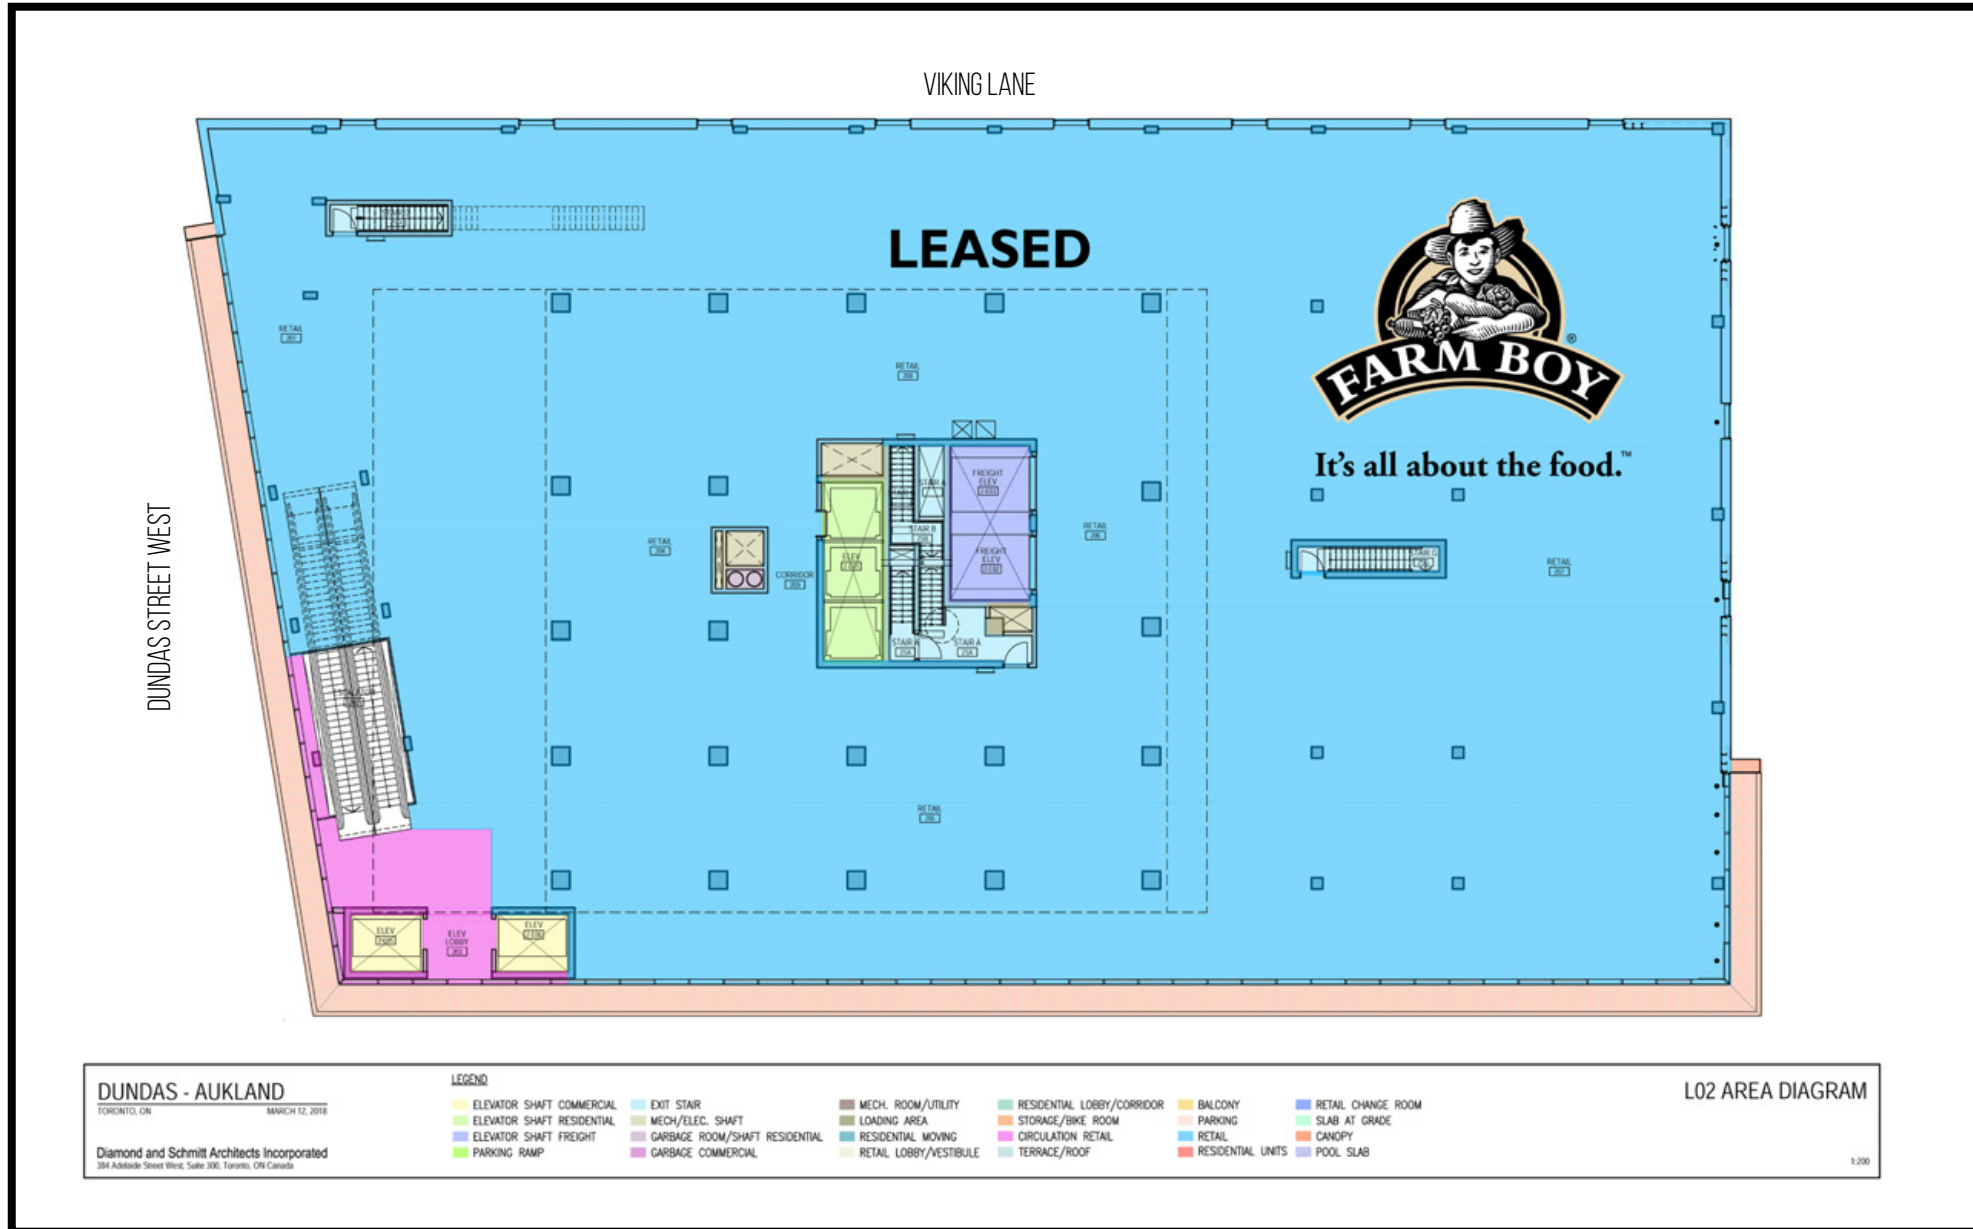 VIKING LANE
LEASED
FARM BOY
®
It's all about the food.™
DUNDAS STREET WEST
RETAIL
RETAIL
RETAIL
RETAIL
RETAIL
RETAIL
CORRIDOR
FREIGHT
ELEV
FREIGHT
ELEV
STAIR A
STAIR B
ELEV
STAIR A
STAIR A
STAIR G
ELEV
ELEV
LOBBY
ELEV
DUNDAS - AUKLAND
TORONTO, ON MARCH 12, 2018
Diamond and Schmitt Architects Incorporated
384 Adelaide Street West, Suite 300, Toronto, ON Canada
LEGEND
ELEVATOR SHAFT COMMERCIAL
ELEVATOR SHAFT RESIDENTIAL
ELEVATOR SHAFT FREIGHT
PARKING RAMP
EXIT STAIR
MECH/ELEC. SHAFT
GARBAGE ROOM/SHAFT RESIDENTIAL
GARBAGE COMMERCIAL
MECH. ROOM/UTILITY
LOADING AREA
RESIDENTIAL MOVING
RETAIL LOBBY/VESTIBULE
RESIDENTIAL LOBBY/CORRIDOR
STORAGE/BIKE ROOM
CIRCULATION RETAIL
TERRACE/ROOF
BALCONY
PARKING
RETAIL
RESIDENTIAL UNITS
RETAIL CHANGE ROOM
SLAB AT GRADE
CANOPY
POOL SLAB
L02 AREA DIAGRAM
1:200